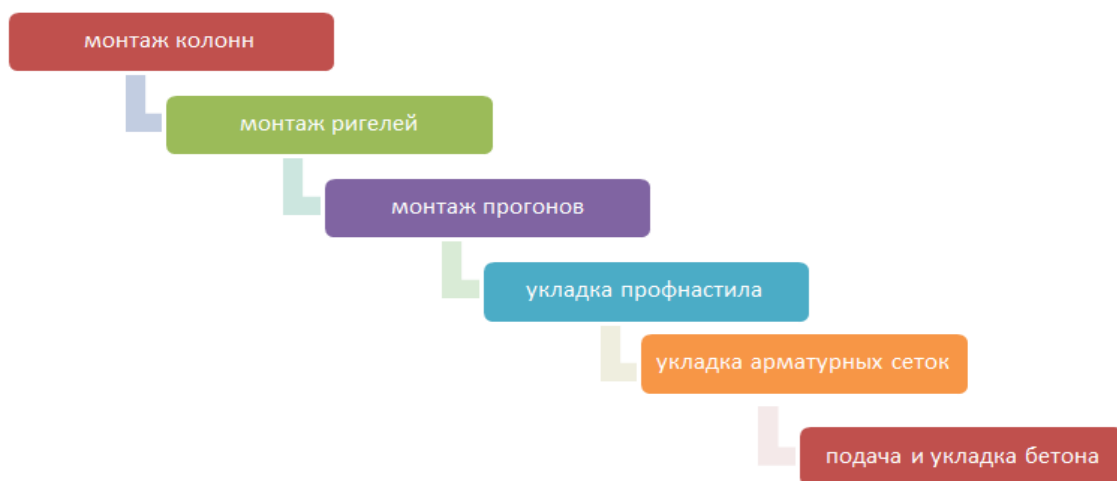 монтаж колонн
монтаж ригелей
монтаж прогонов
укладка профнастила
укладка арматурных сеток
подача и укладка бетона